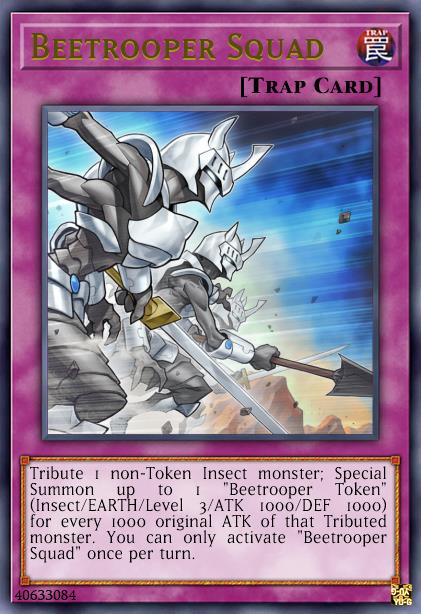 Beetrooper Squad
TRAP
罠
[Trap Card]
Tribute 1 non-Token Insect monster; Special
Summon up to 1 "Beetrooper Token"
(Insect/EARTH/Level 3/ATK 1000/DEF 1000)
for every 1000 original ATK of that Tributed
monster. You can only activate "Beetrooper
Squad" once per turn.
40633084